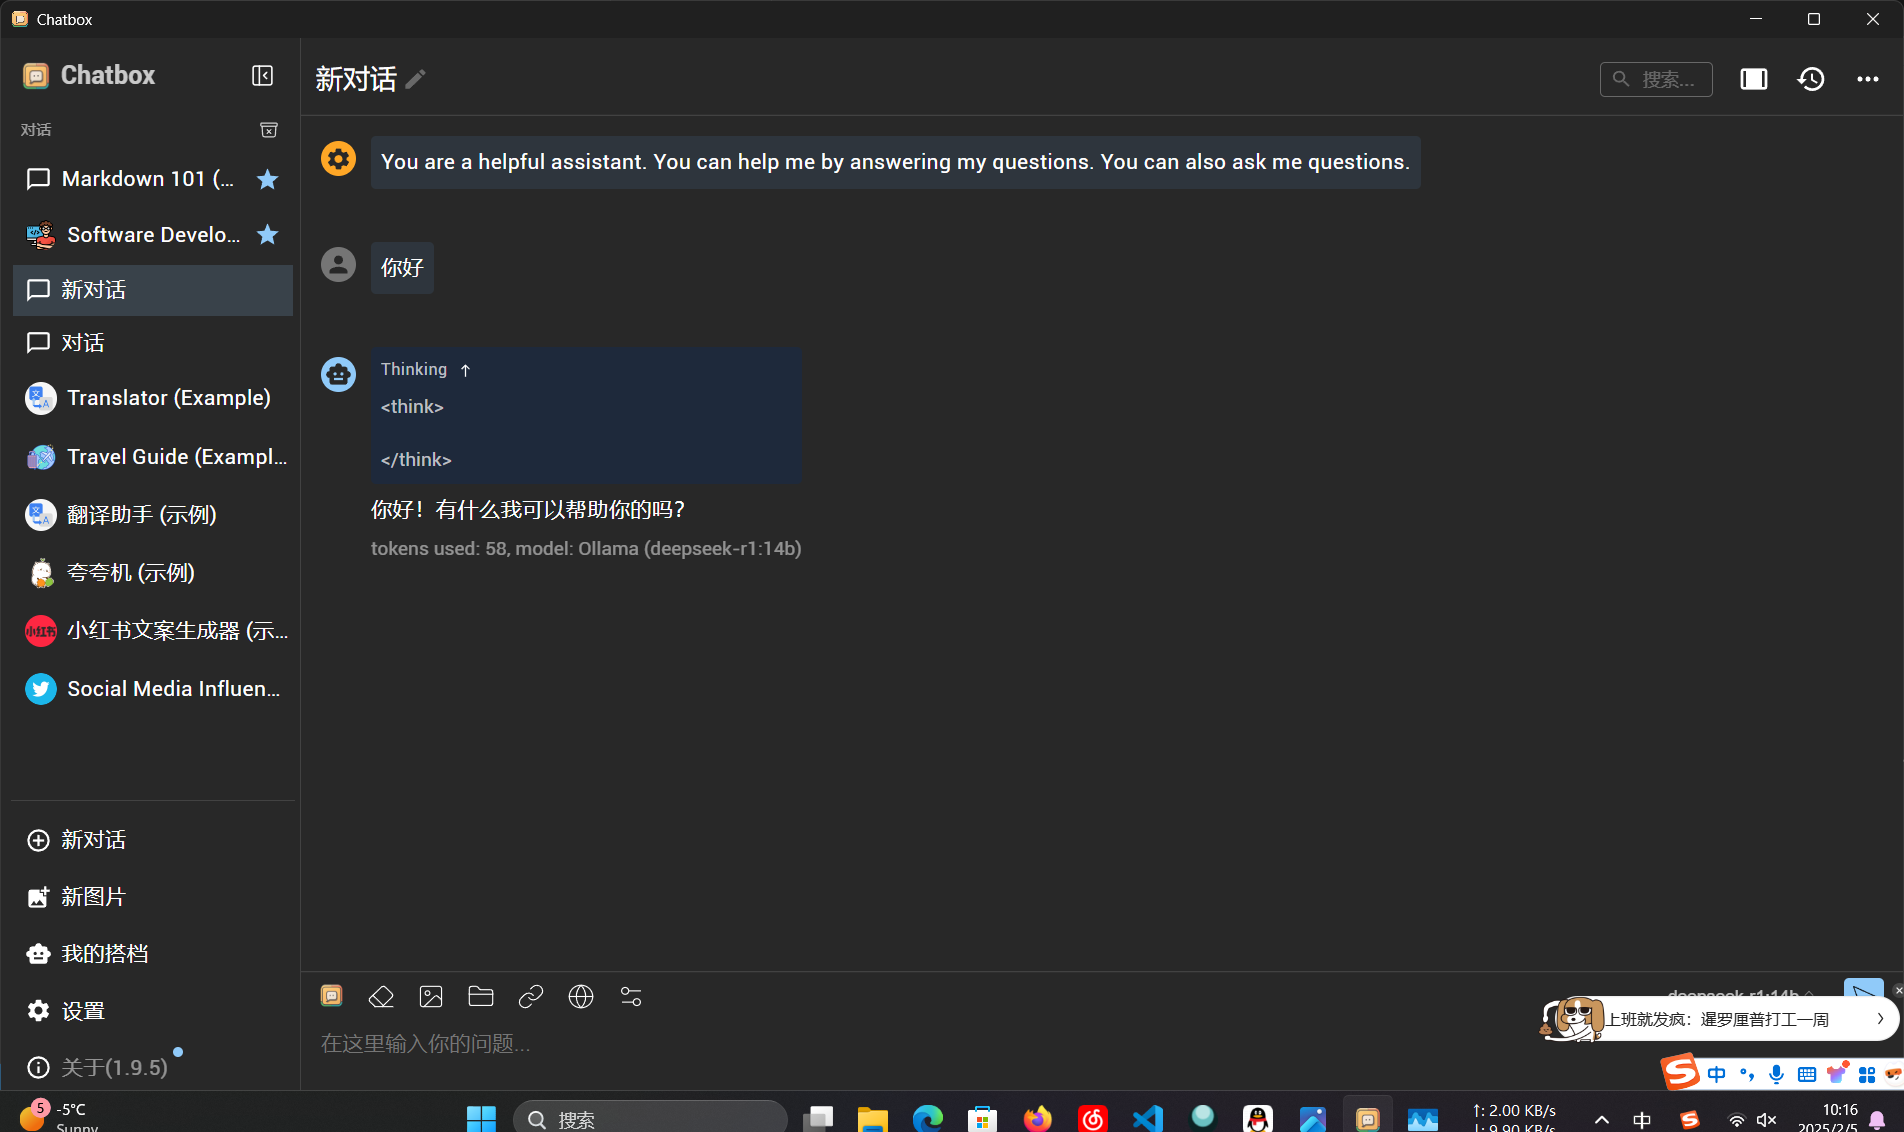 Chatbox
Chatbox
对话
Markdown 101 (...
Software Develo...
新对话
对话
Translator (Example)
Travel Guide (Exampl...
翻译助手 (示例)
夸夸机 (示例)
小红书
小红书文案生成器 (示...
Social Media Influen...
新对话
新图片
我的搭档
设置
关于(1.9.5)
新对话
搜索...
You are a helpful assistant. You can help me by answering my questions. You can also ask me questions.
你好
Thinking ↑
<think>
</think>
你好！有什么我可以帮助你的吗？
tokens used: 58, model: Ollama (deepseek-r1:14b)
deepseek-r1:14b
在这里输入你的问题...
上班就发疯：暹罗厘普打工一周
S 中
5
-5°C
Sunny
搜索
↑: 2.00 KB/s
↓: 9.90 KB/s
中
10:16
2025/2/5